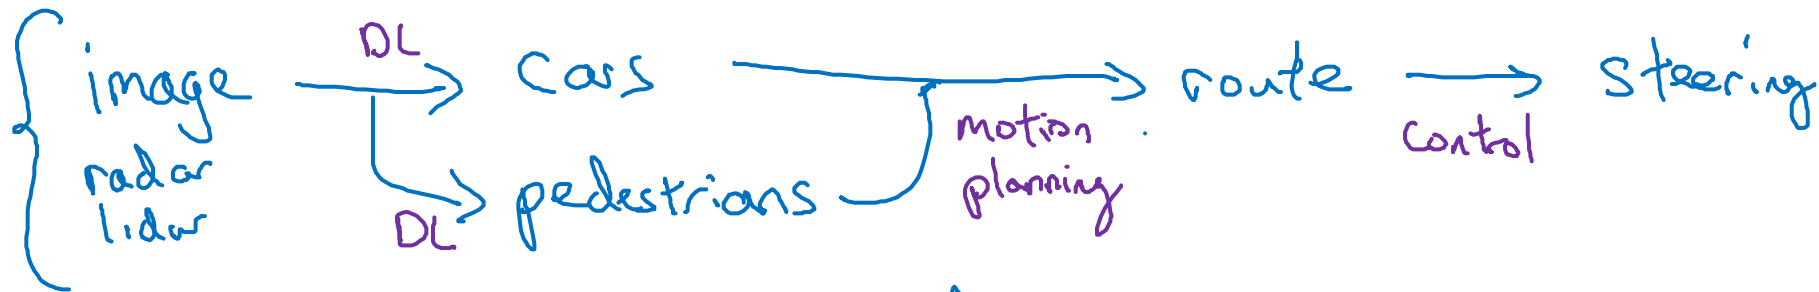 DL
image → cars → route → steering
radar
lidar
DL
pedestrians
motion
planning
control